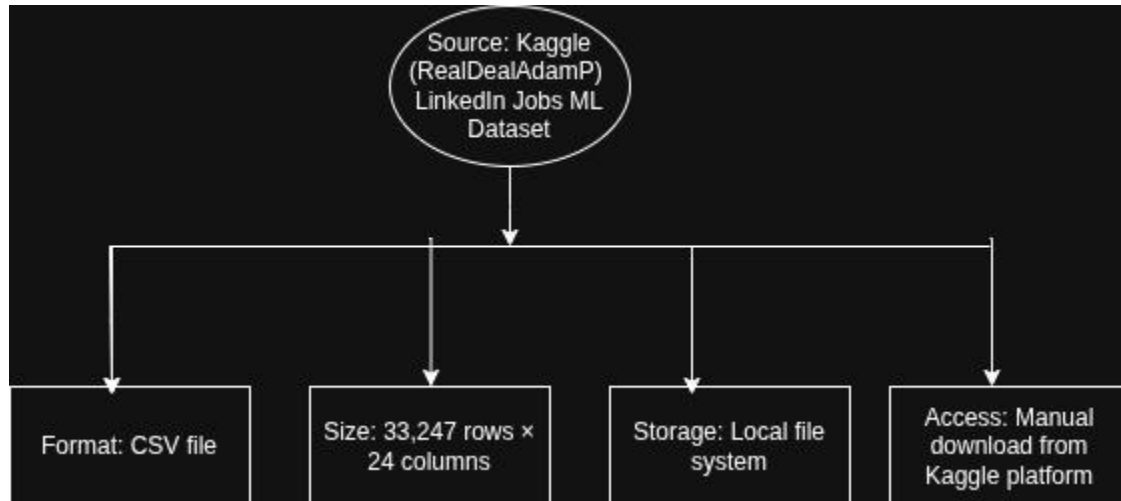 Source: Kaggle
(RealDealAdamP)
LinkedIn Jobs ML
Dataset
Format: CSV file
Size: 33,247 rows ×
24 columns
Storage: Local file
system
Access: Manual
download from
Kaggle platform